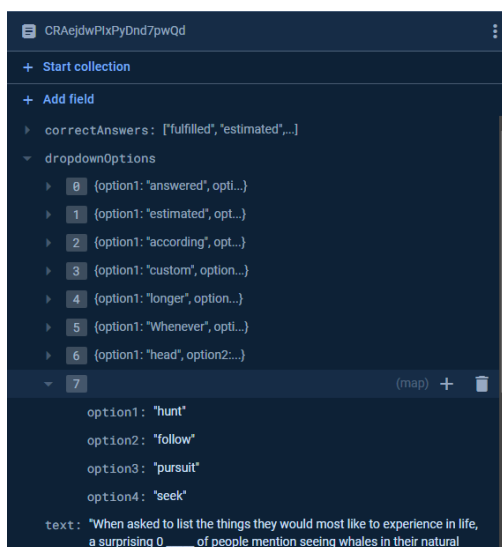 CRAejdwPIxPyDnd7pwQd
+ Start collection
+ Add field
correctAnswers: ["fulfilled", "estimated",...]
dropdownOptions
0 {option1: "answered", opti...}
1 {option1: "estimated", opt...}
2 {option1: "according", opt...}
3 {option1: "custom", option...}
4 {option1: "longer", option...}
5 {option1: "Whenever", opti...}
6 {option1: "head", option2:...}
7 (map) +
option1: "hunt"
option2: "follow"
option3: "pursuit"
option4: "seek"
text: "When asked to list the things they would most like to experience in life,
a surprising 0 ____ of people mention seeing whales in their natural